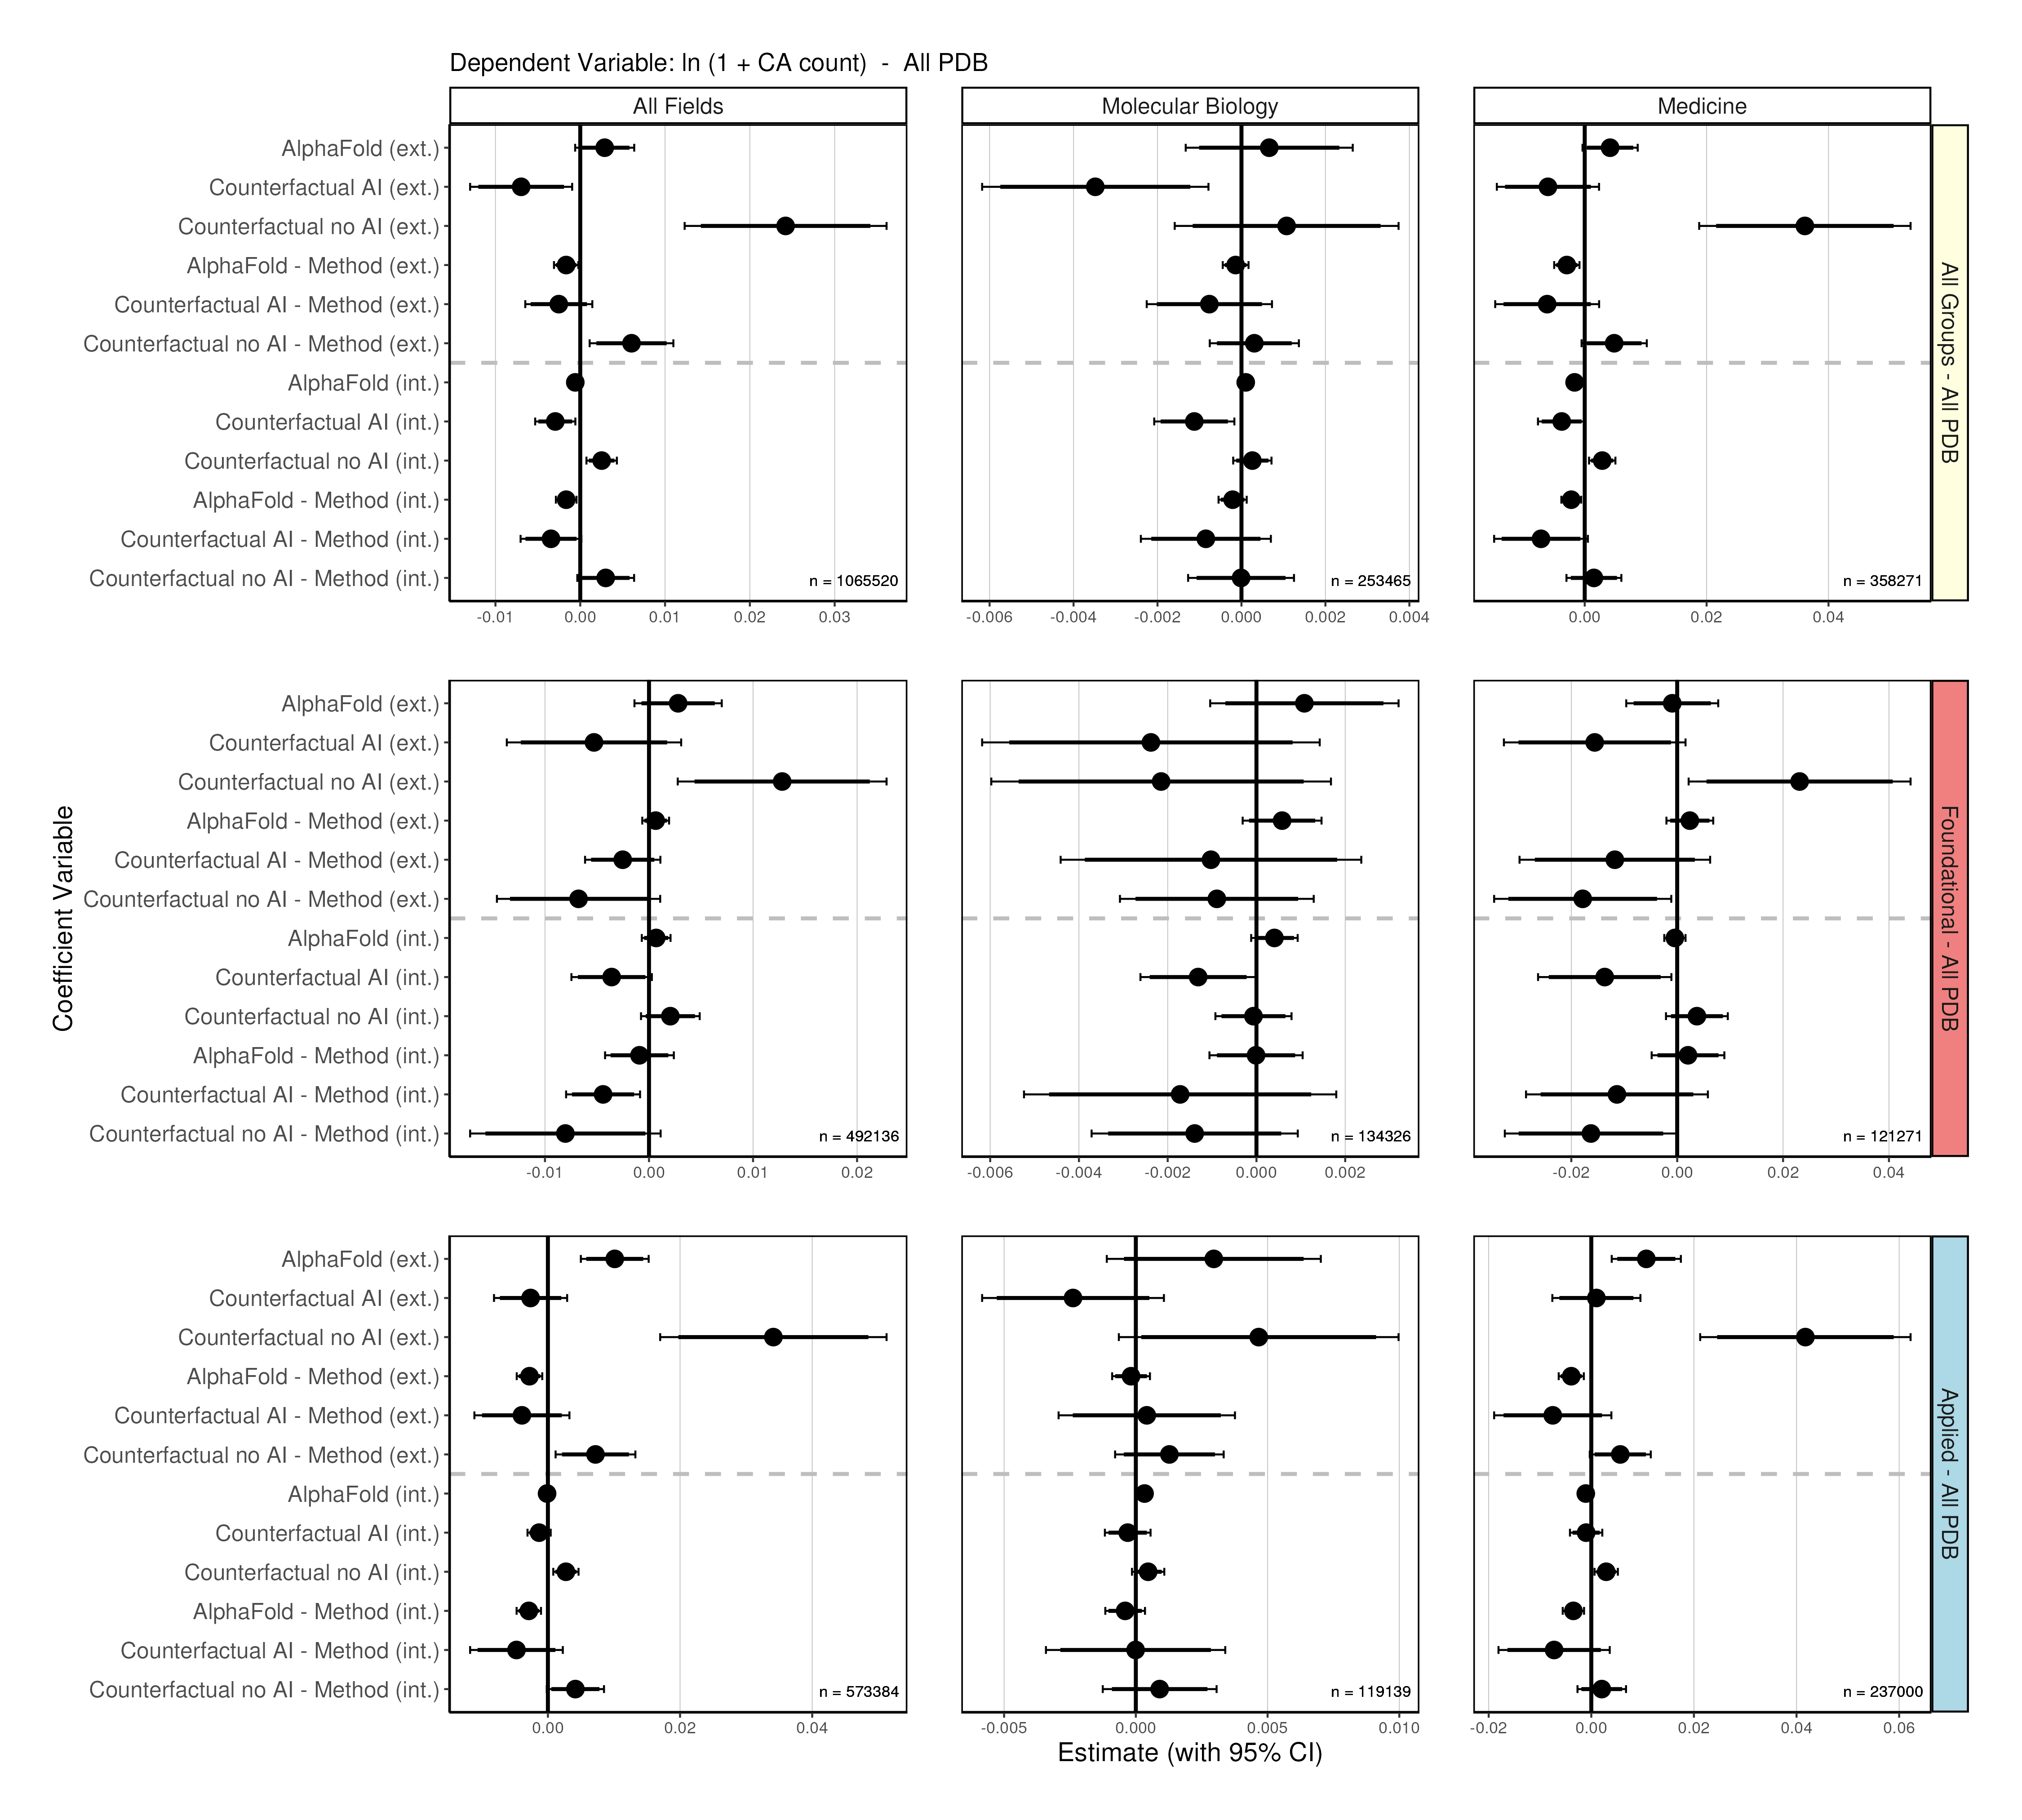 Dependent Variable: ln (1 + CA count)  -  All PDB
All Fields
Molecular Biology
Medicine
AlphaFold (ext.)
Counterfactual AI (ext.)
Counterfactual no AI (ext.)
AlphaFold - Method (ext.)
Counterfactual AI - Method (ext.)
Counterfactual no AI - Method (ext.)
AlphaFold (int.)
Counterfactual AI (int.)
Counterfactual no AI (int.)
AlphaFold - Method (int.)
Counterfactual AI - Method (int.)
Counterfactual no AI - Method (int.)
n = 1065520
n = 253465
n = 358271
All Groups - All PDB
-0.01 0.00 0.01 0.02 0.03
-0.006 -0.004 -0.002 0.000 0.002 0.004
0.00 0.02 0.04
Coefficient Variable
AlphaFold (ext.)
Counterfactual AI (ext.)
Counterfactual no AI (ext.)
AlphaFold - Method (ext.)
Counterfactual AI - Method (ext.)
Counterfactual no AI - Method (ext.)
AlphaFold (int.)
Counterfactual AI (int.)
Counterfactual no AI (int.)
AlphaFold - Method (int.)
Counterfactual AI - Method (int.)
Counterfactual no AI - Method (int.)
n = 492136
n = 134326
n = 121271
Foundational - All PDB
-0.01 0.00 0.01 0.02
-0.006 -0.004 -0.002 0.000 0.002
-0.02 0.00 0.02 0.04
AlphaFold (ext.)
Counterfactual AI (ext.)
Counterfactual no AI (ext.)
AlphaFold - Method (ext.)
Counterfactual AI - Method (ext.)
Counterfactual no AI - Method (ext.)
AlphaFold (int.)
Counterfactual AI (int.)
Counterfactual no AI (int.)
AlphaFold - Method (int.)
Counterfactual AI - Method (int.)
Counterfactual no AI - Method (int.)
n = 573384
n = 119139
n = 237000
Applied - All PDB
0.00 0.02 0.04
-0.005 0.000 0.005 0.010
-0.02 0.00 0.02 0.04 0.06
Estimate (with 95% CI)